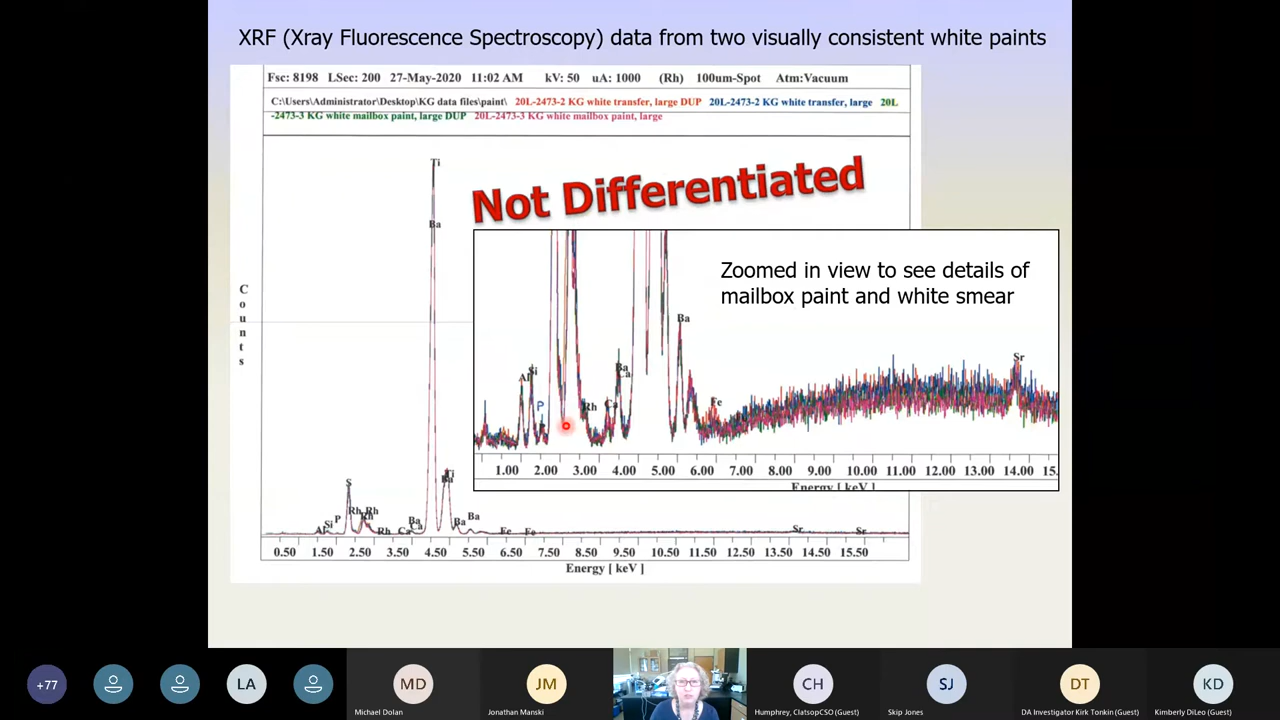 XRF (Xray Fluorescence Spectroscopy) data from two visually consistent white paints
Fsc: 8198 LSec: 200 27-May-2020 11:02 AM kV: 50 uA: 1000 (Rh) 100um-Spot Atm:Vacuum
C:\Users\Administrator\Desktop\KG data files\paint\ 20L-2473-2 KG white transfer, large DUP 20L-2473-2 KG white transfer, large 20L
-2473-3 KG white mailbox paint, large DUP 20L-2473-3 KG white mailbox paint, large
Not Differentiated
Ti
Ba
Counts
Zoomed in view to see details of
mailbox paint and white smear
Al Si P Rh Ca Ba Ca Ba Fe Sr
1.00 2.00 3.00 4.00 5.00 6.00 7.00 8.00 9.00 10.00 11.00 12.00 13.00 14.00 15.
Energy [ keV ]
Al Si P S Rh Rh Rh Rh Ca Ba Ca Ti Ba Ba Ba Fe Fe Sr Sr
0.50 1.50 2.50 3.50 4.50 5.50 6.50 7.50 8.50 9.50 10.50 11.50 12.50 13.50 14.50 15.50
Energy [ keV ]
+77 LA MD JM CH SJ DT KD
Michael Dolan Jonathan Manski Humphrey, ClatsopCSO (Guest) Skip Jones DA Investigator Kirk Tonkin (Guest) Kimberly DiLeo (Guest)